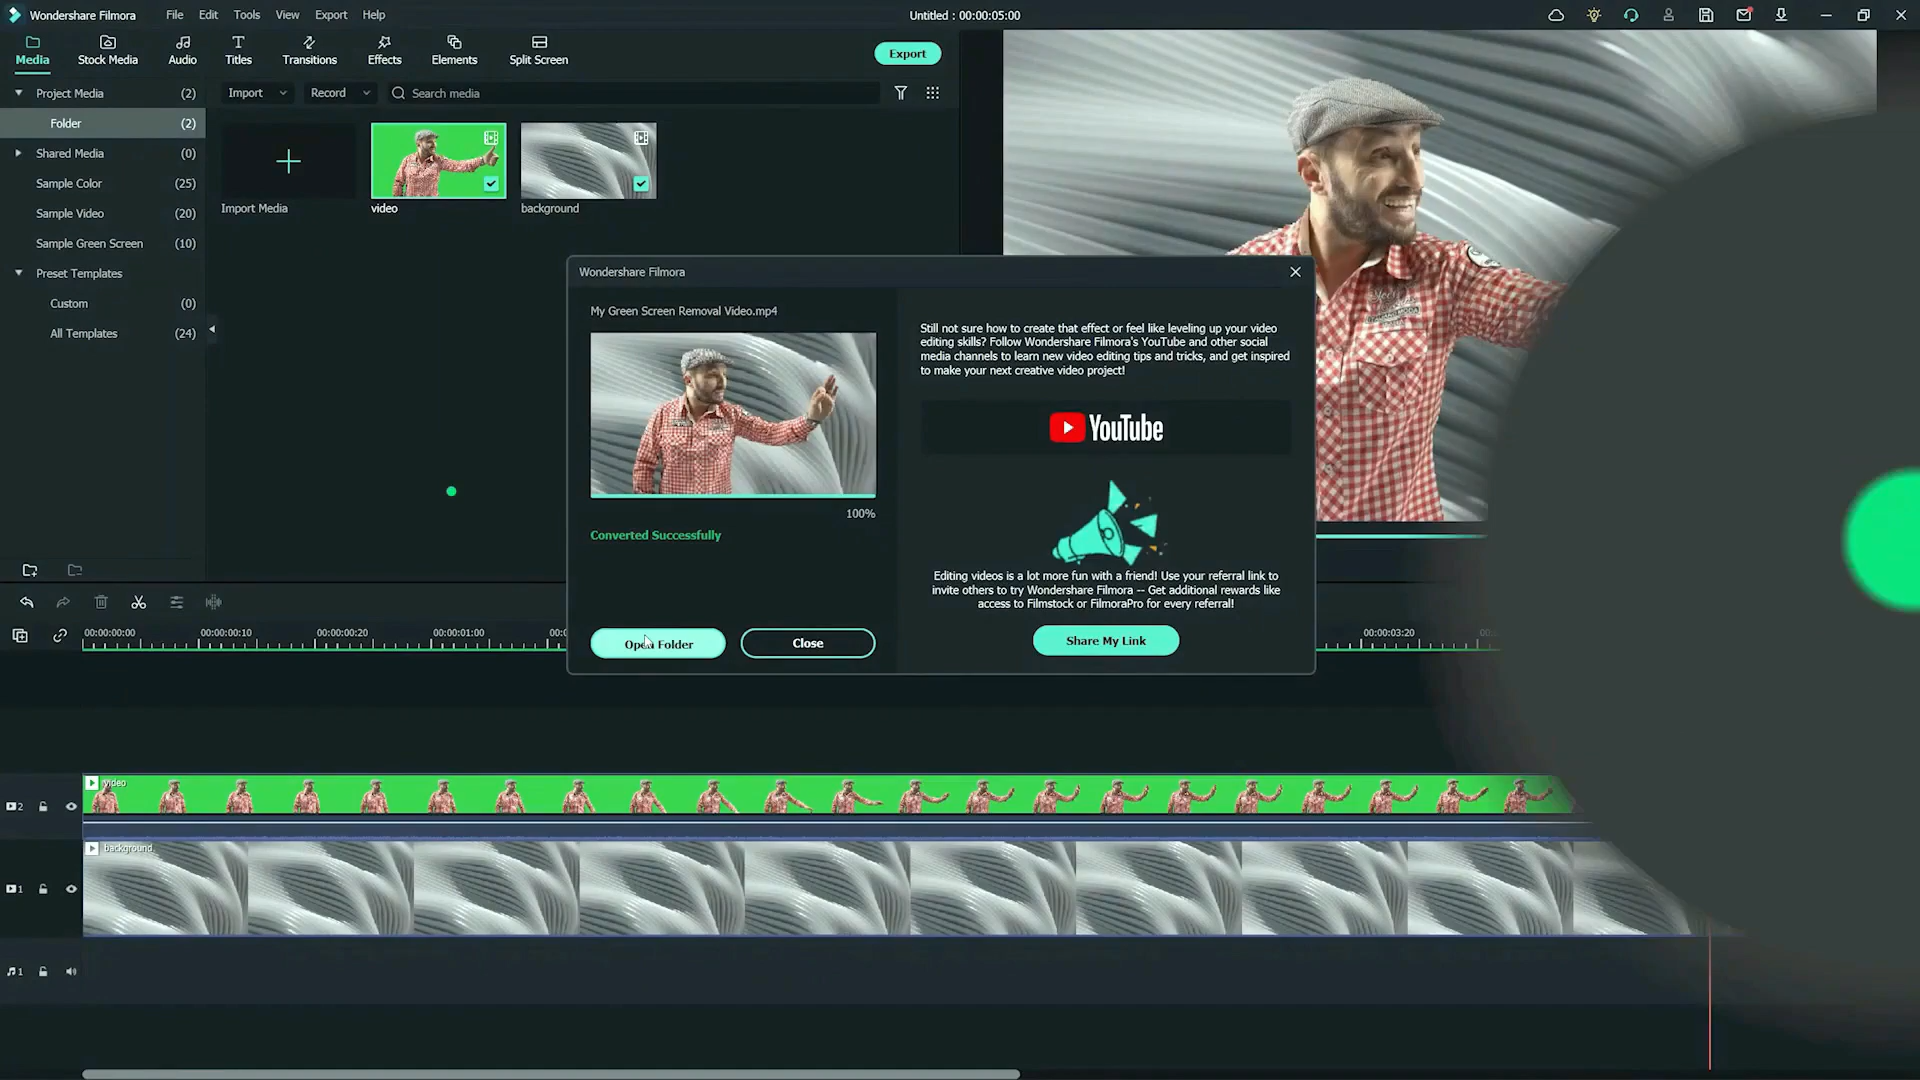 Wondershare Filmora File Edit Tools View Export Help
Untitled : 00:00:05:00
Media Stock Media Audio Titles Transitions Effects Elements Split Screen
Export
Project Media (2)
Folder (2)
Shared Media (0)
Sample Color (25)
Sample Video (20)
Sample Green Screen (10)
Preset Templates
Custom (0)
All Templates (24)
Import Record Search media
Import Media video background
Wondershare Filmora
My Green Screen Removal Video.mp4
100%
Converted Successfully
Open Folder Close
Still not sure how to create that effect or feel like leveling up your video
editing skills? Follow Wondershare Filmora's YouTube and other social
media channels to learn new video editing tips and tricks, and get inspired
to make your next creative video project!
YouTube
Editing videos is a lot more fun with a friend! Use your referral link to
invite others to try Wondershare Filmora -- Get additional rewards like
access to Filmstock or FilmoraPro for every referral!
Share My Link
00:00:00:00 00:00:00:10 00:00:00:20 00:00:01:00 00:00:03:20
video
2
background
1
1